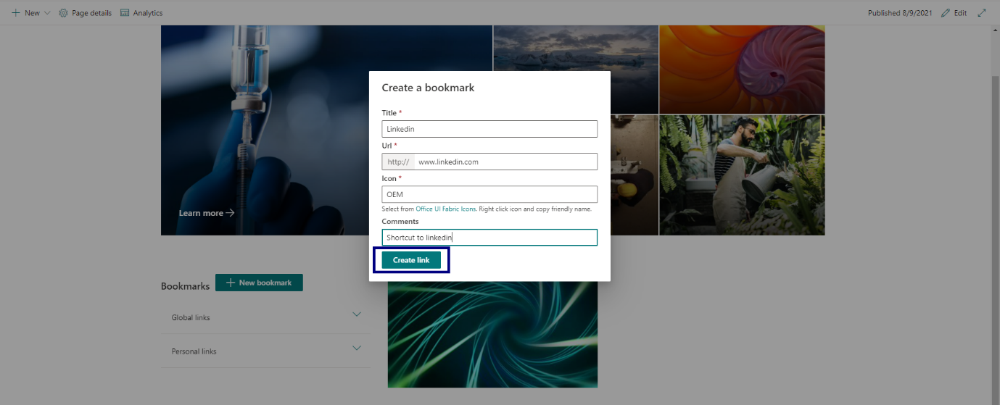 New Page details Analytics Published 8/9/2021 Edit
Create a bookmark
Title *
Linkedin
Url *
http:// www.linkedin.com
Icon *
OEM
Select from Office UI Fabric Icons. Right click icon and copy friendly name.
Learn more
Comments
Shortcut to linkedin
Create link
Bookmarks New bookmark
Global links
Personal links